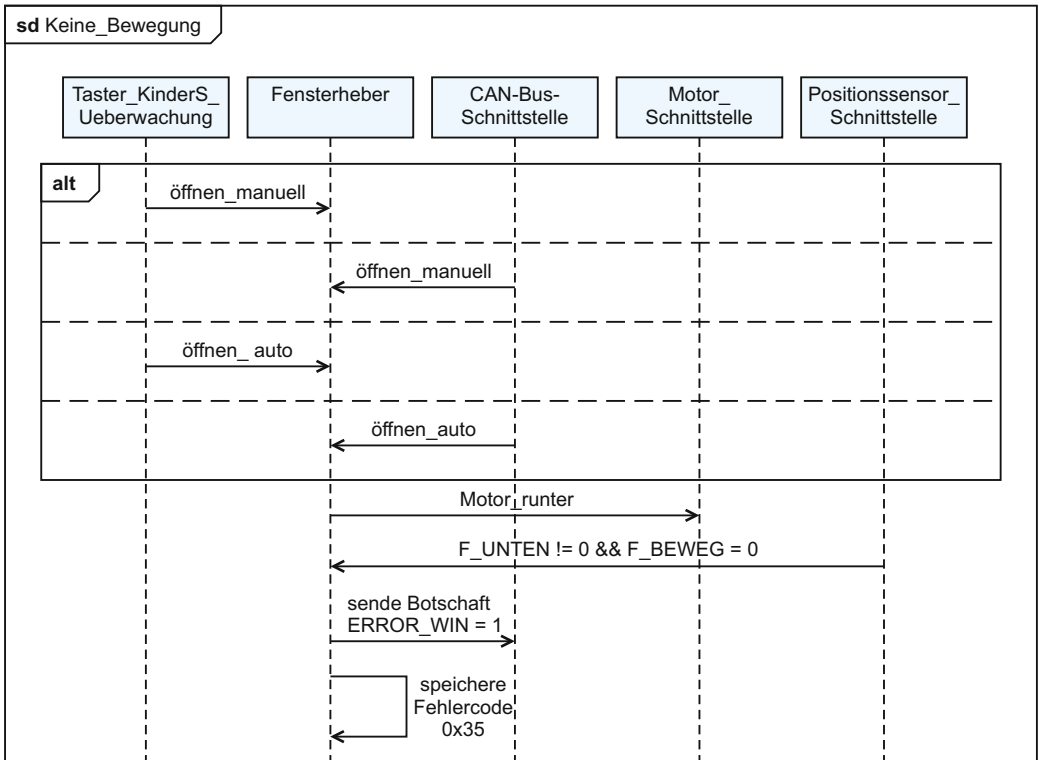 sd Keine_Bewegung
Taster_KinderS_
Ueberwachung
Fensterheber
CAN-Bus-
Schnittstelle
Motor_
Schnittstelle
Positionssensor_
Schnittstelle
alt
öffnen_manuell
öffnen_manuell
öffnen_ auto
öffnen_auto
Motor_runter
F_UNTEN != 0 && F_BEWEG = 0
sende Botschaft
ERROR_WIN = 1
speichere
Fehlercode
0x35